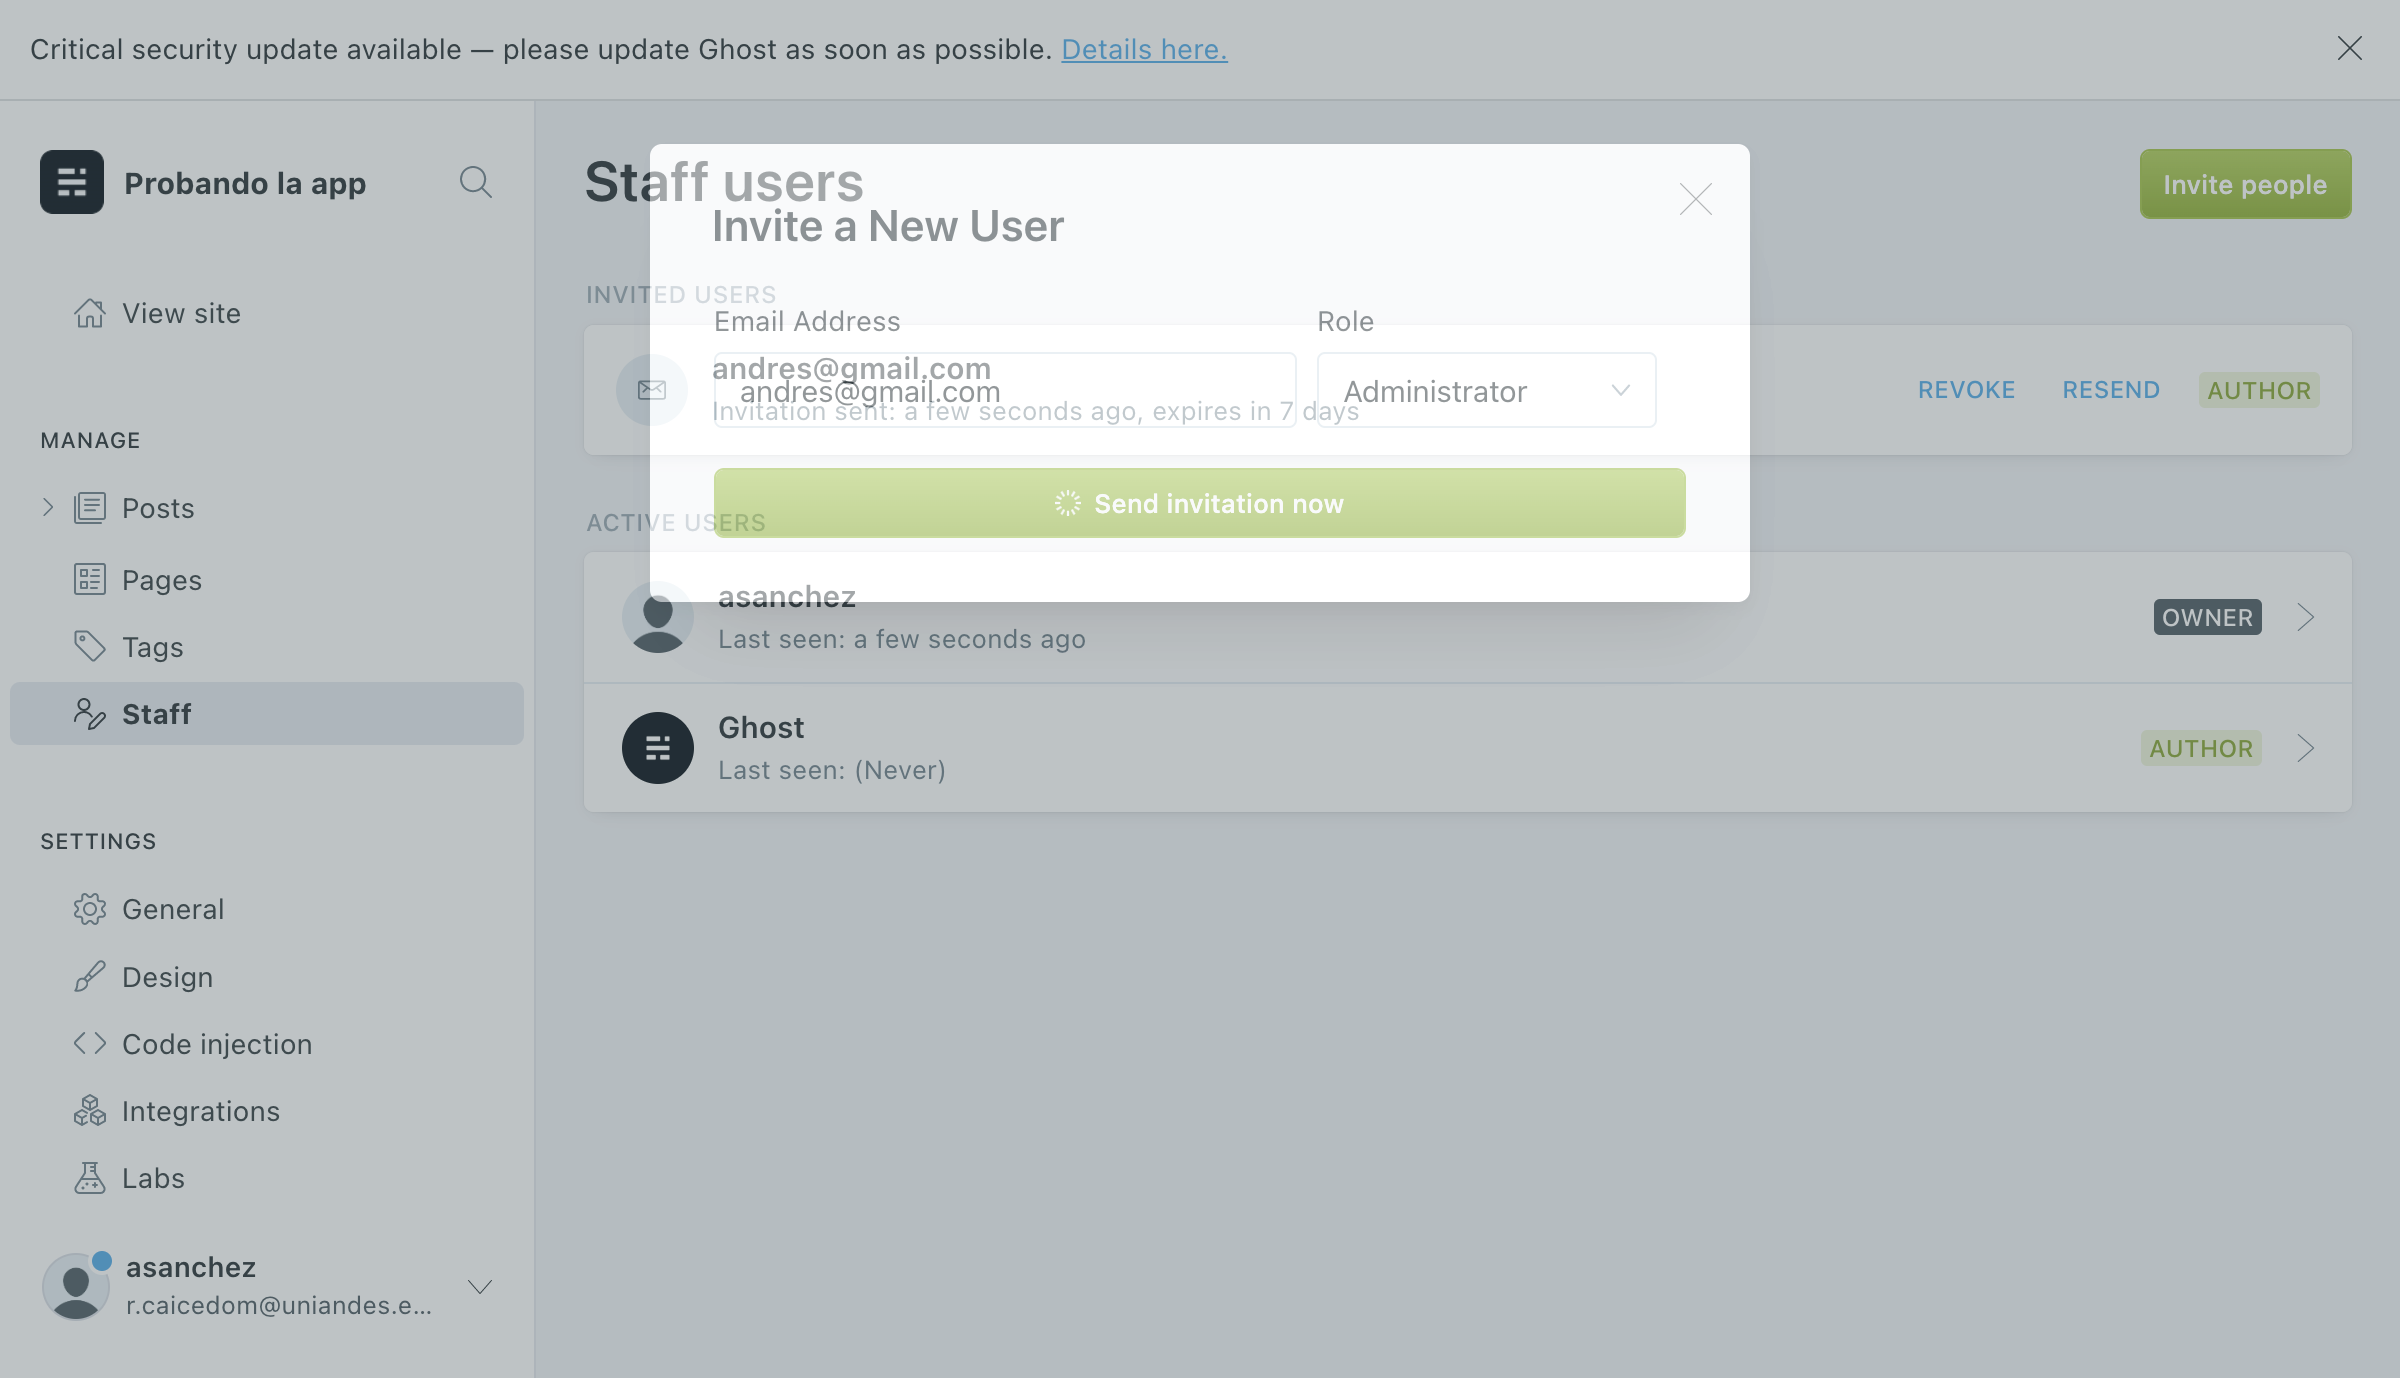 Critical security update available — please update Ghost as soon as possible. Details here.
Probando la app
View site
MANAGE
Posts
Pages
Tags
Staff
SETTINGS
General
Design
Code injection
Integrations
Labs
asanchez
r.caicedom@uniandes.e...
Staff users
Invite people
INVITED USERS
andres@gmail.com
Invitation sent: a few seconds ago, expires in 7 days
REVOKE
RESEND
AUTHOR
ACTIVE USERS
asanchez
Last seen: a few seconds ago
OWNER
Ghost
Last seen: (Never)
AUTHOR
Invite a New User
Email Address
Role
andres@gmail.com
Administrator
Send invitation now